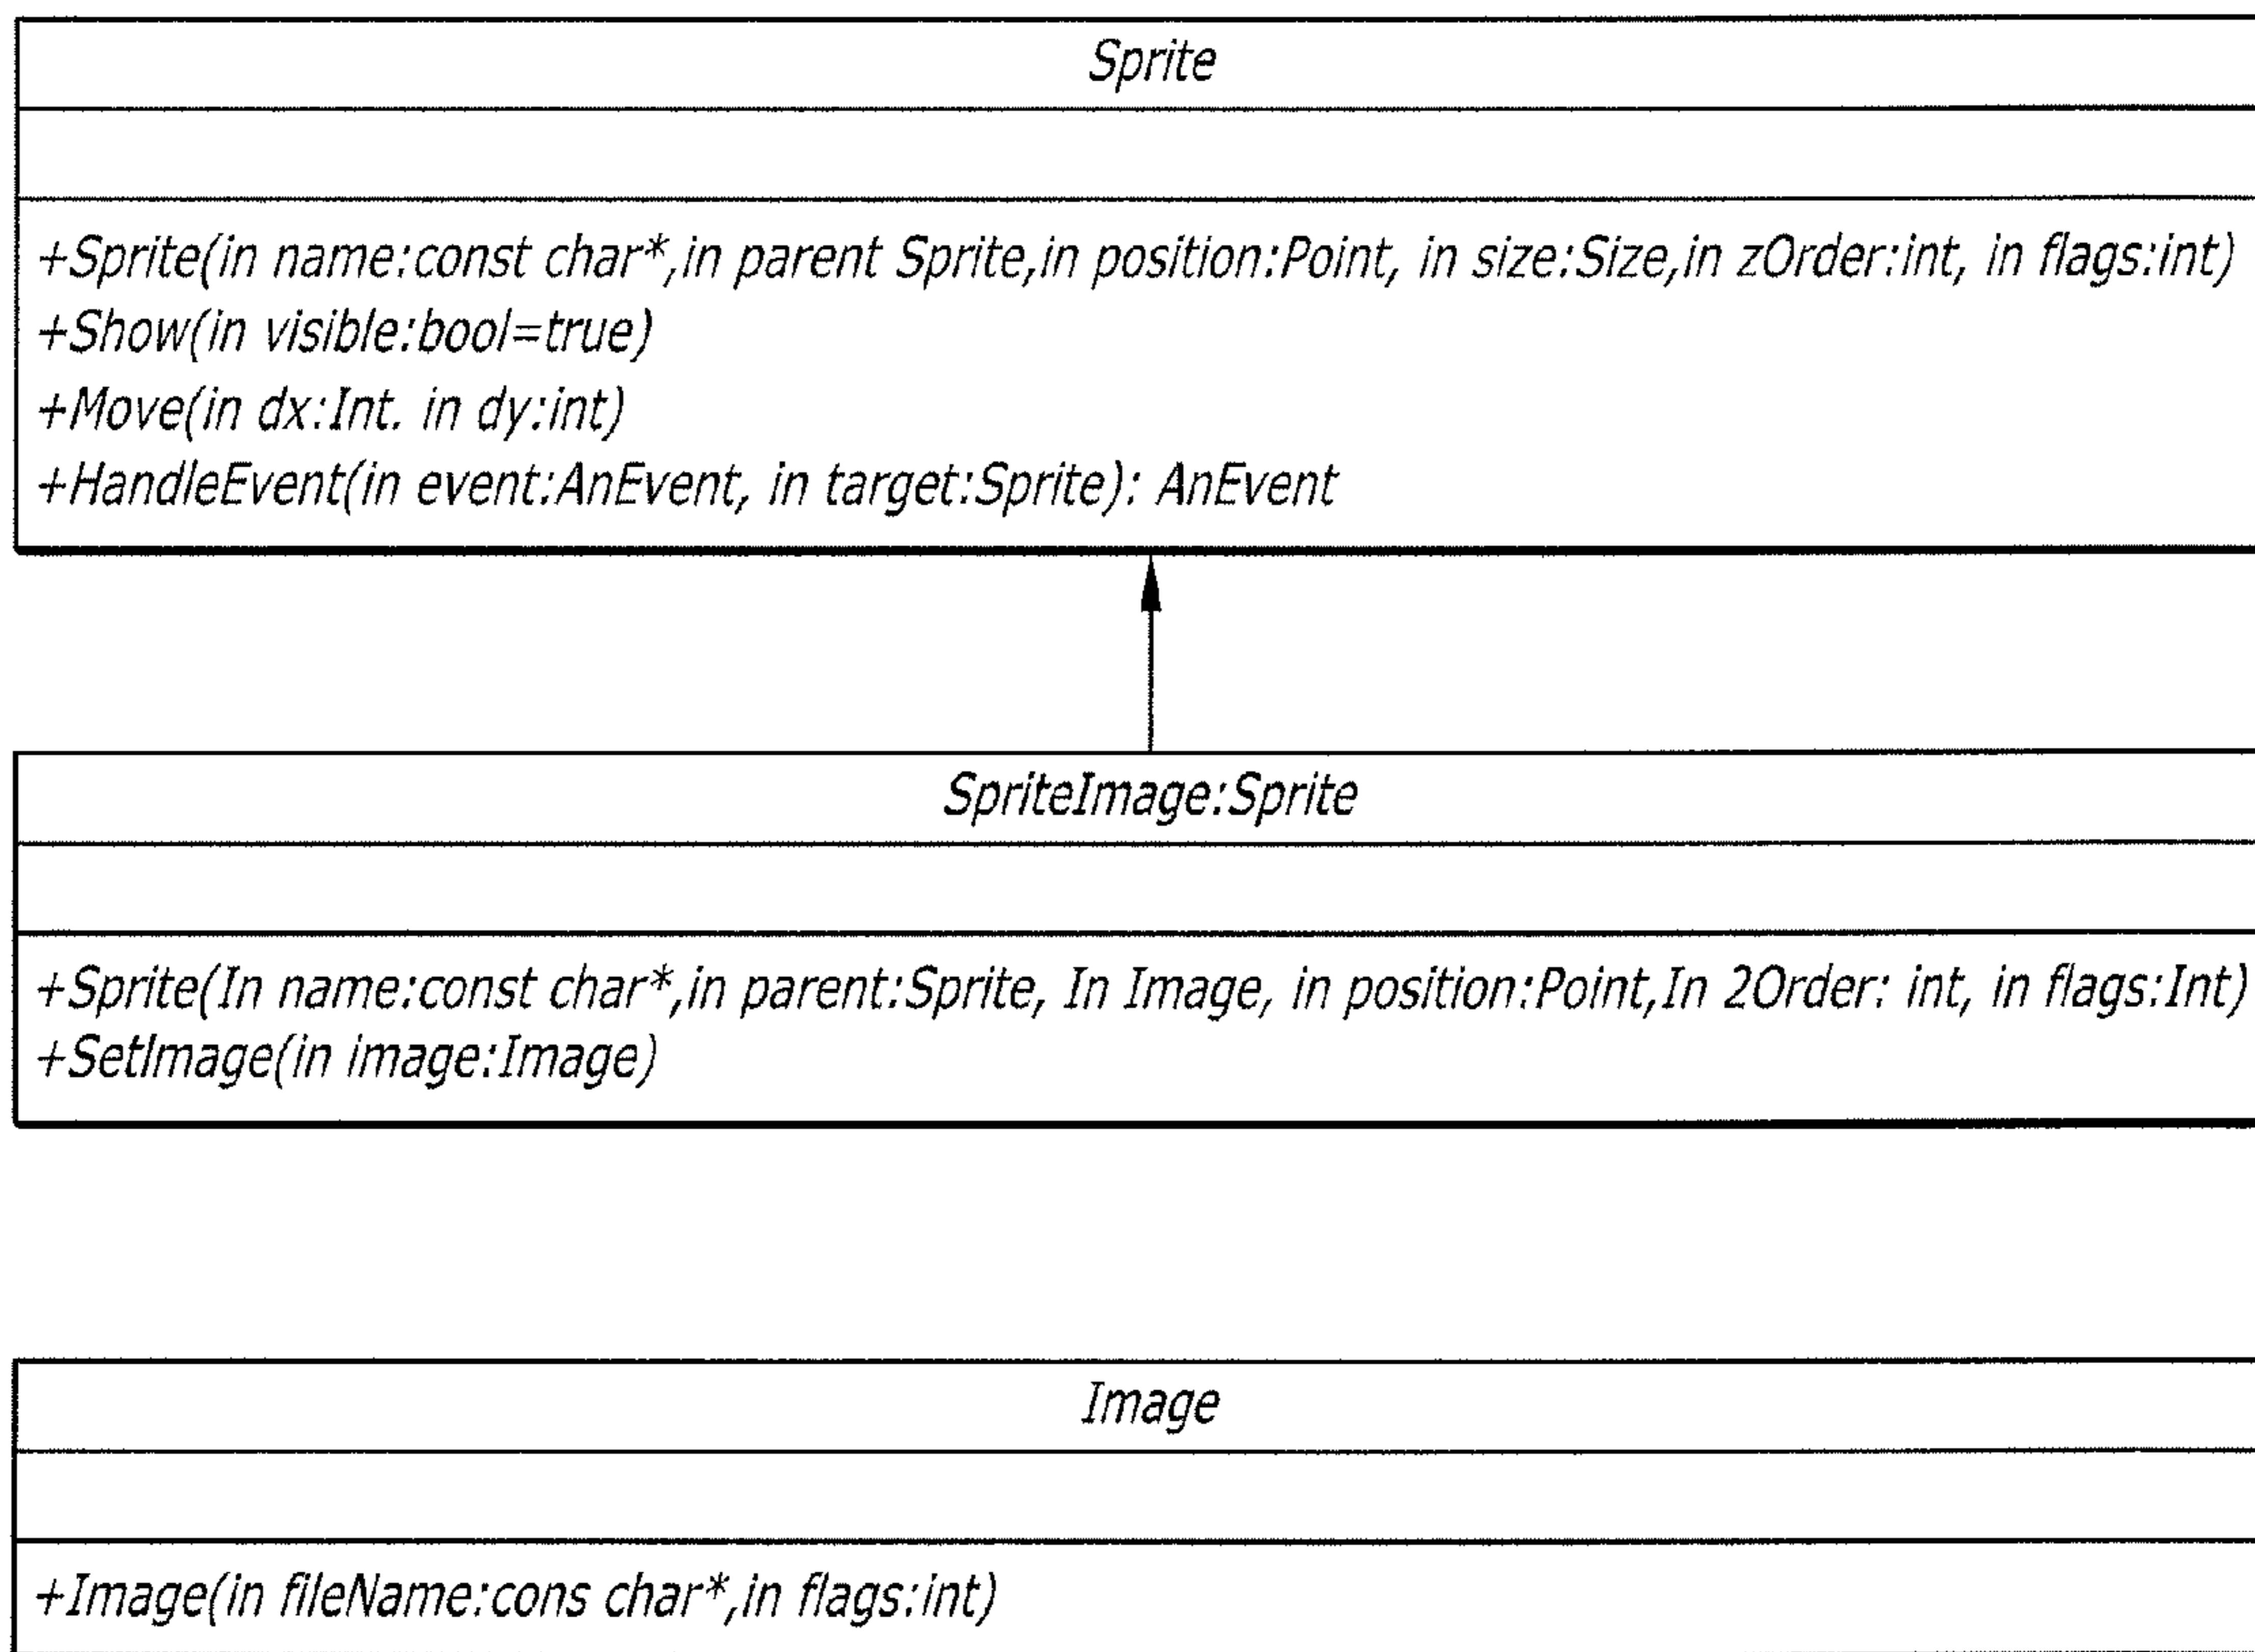 Sprite
+Sprite(in name:const char*,in parent Sprite,in position:Point, in size:Size,in zOrder:int, in flags:int)
+Show(in visible:bool=true)
+Move(in dx:Int. in dy:int)
+HandleEvent(in event:AnEvent, in target:Sprite): AnEvent
SpriteImage:Sprite
+Sprite(In name:const char*,in parent:Sprite, In Image, in position:Point,In 2Order: int, in flags:Int)
+SetImage(in image:Image)
Image
+Image(in fileName:cons char*,in flags:int)